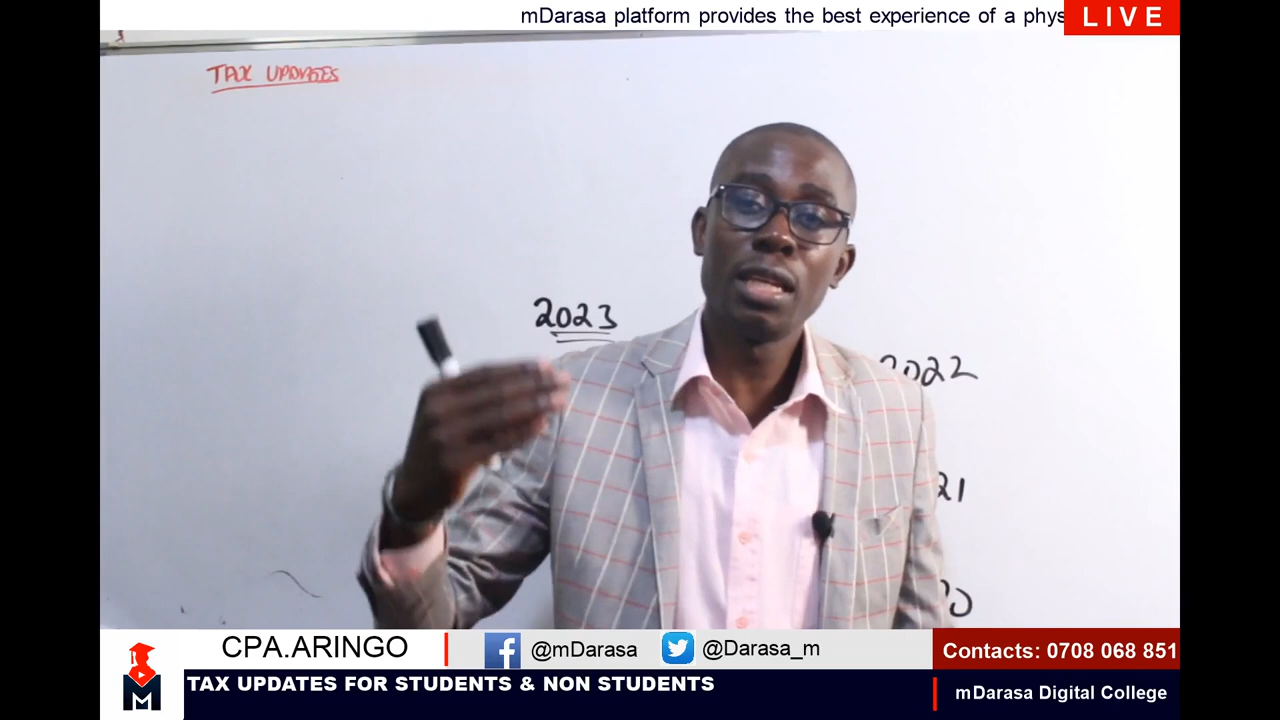 mDarasa platform provides the best experience of a phys
LIVE
TAX UPDATES
2023
2022
21
CPA.ARINGO
@mDarasa
@Darasa_m
Contacts: 0708 068 851
M
TAX UPDATES FOR STUDENTS & NON STUDENTS
mDarasa Digital College